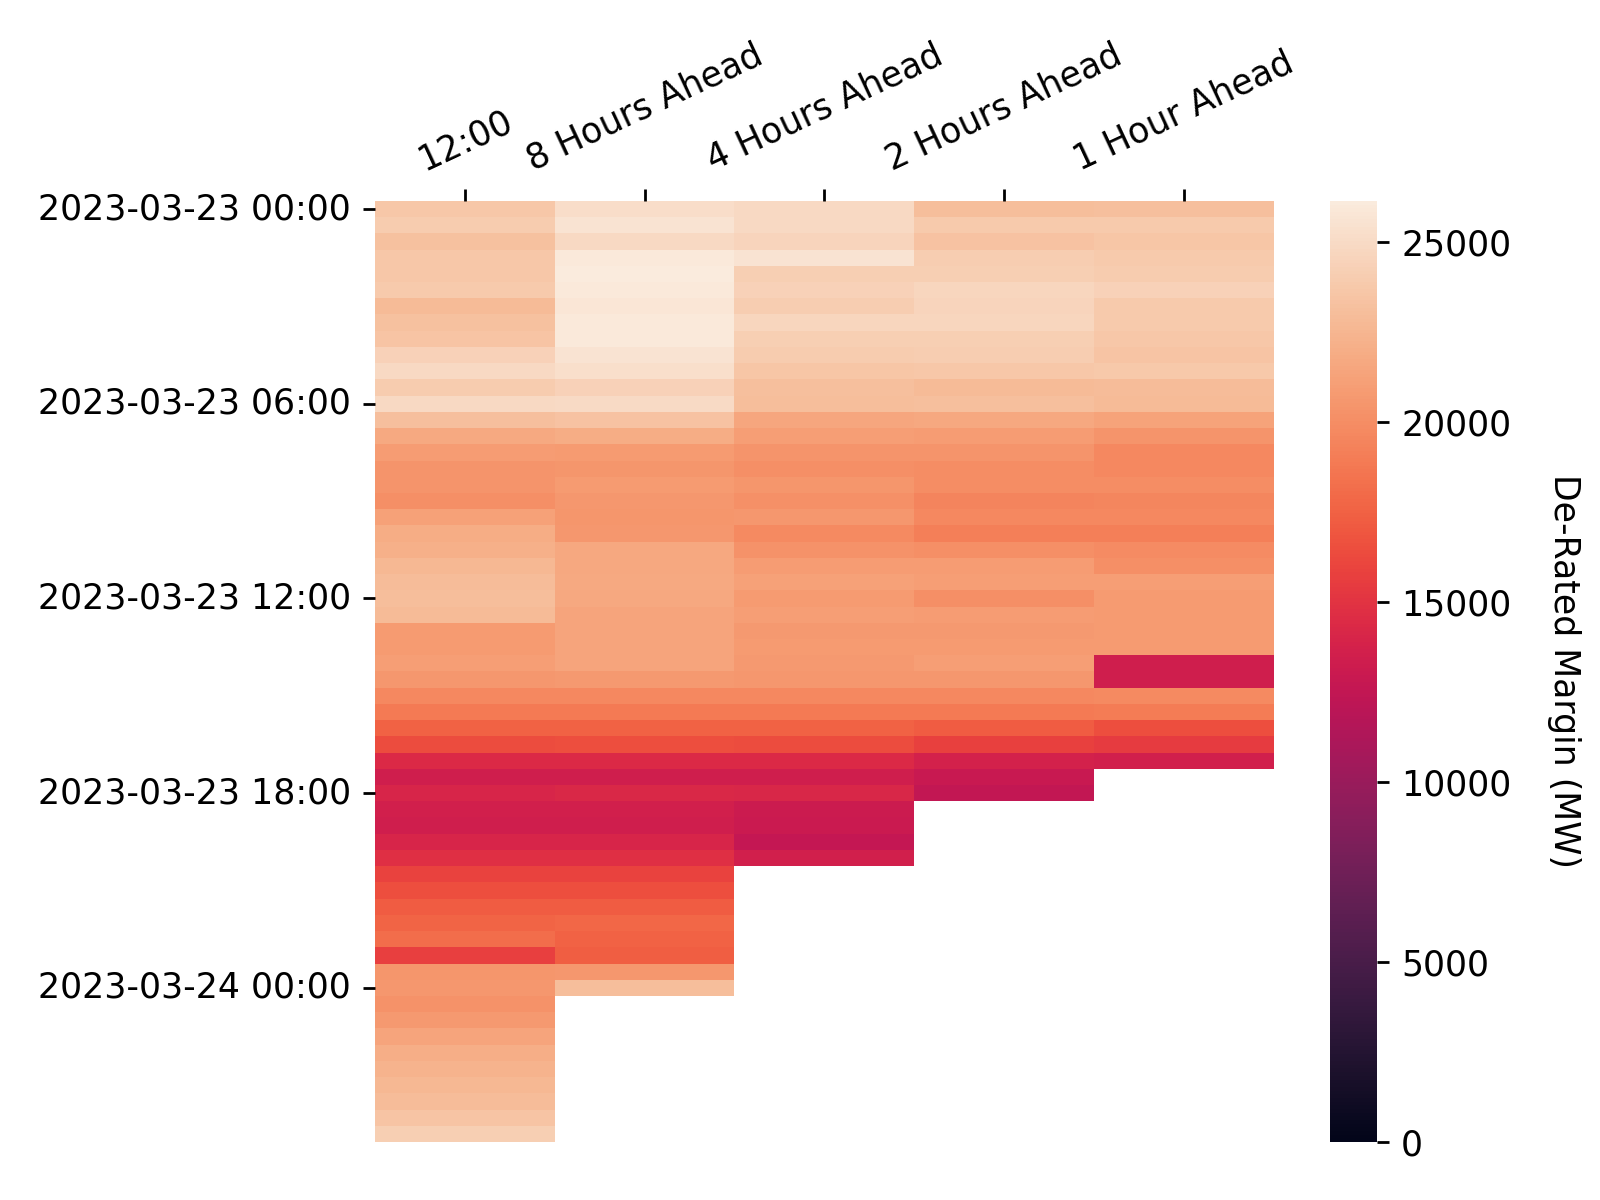 12:00
8 Hours Ahead
4 Hours Ahead
2 Hours Ahead
1 Hour Ahead
2023-03-23 00:00
2023-03-23 06:00
2023-03-23 12:00
2023-03-23 18:00
2023-03-24 00:00
25000
20000
15000
10000
5000
0
De-Rated Margin (MW)